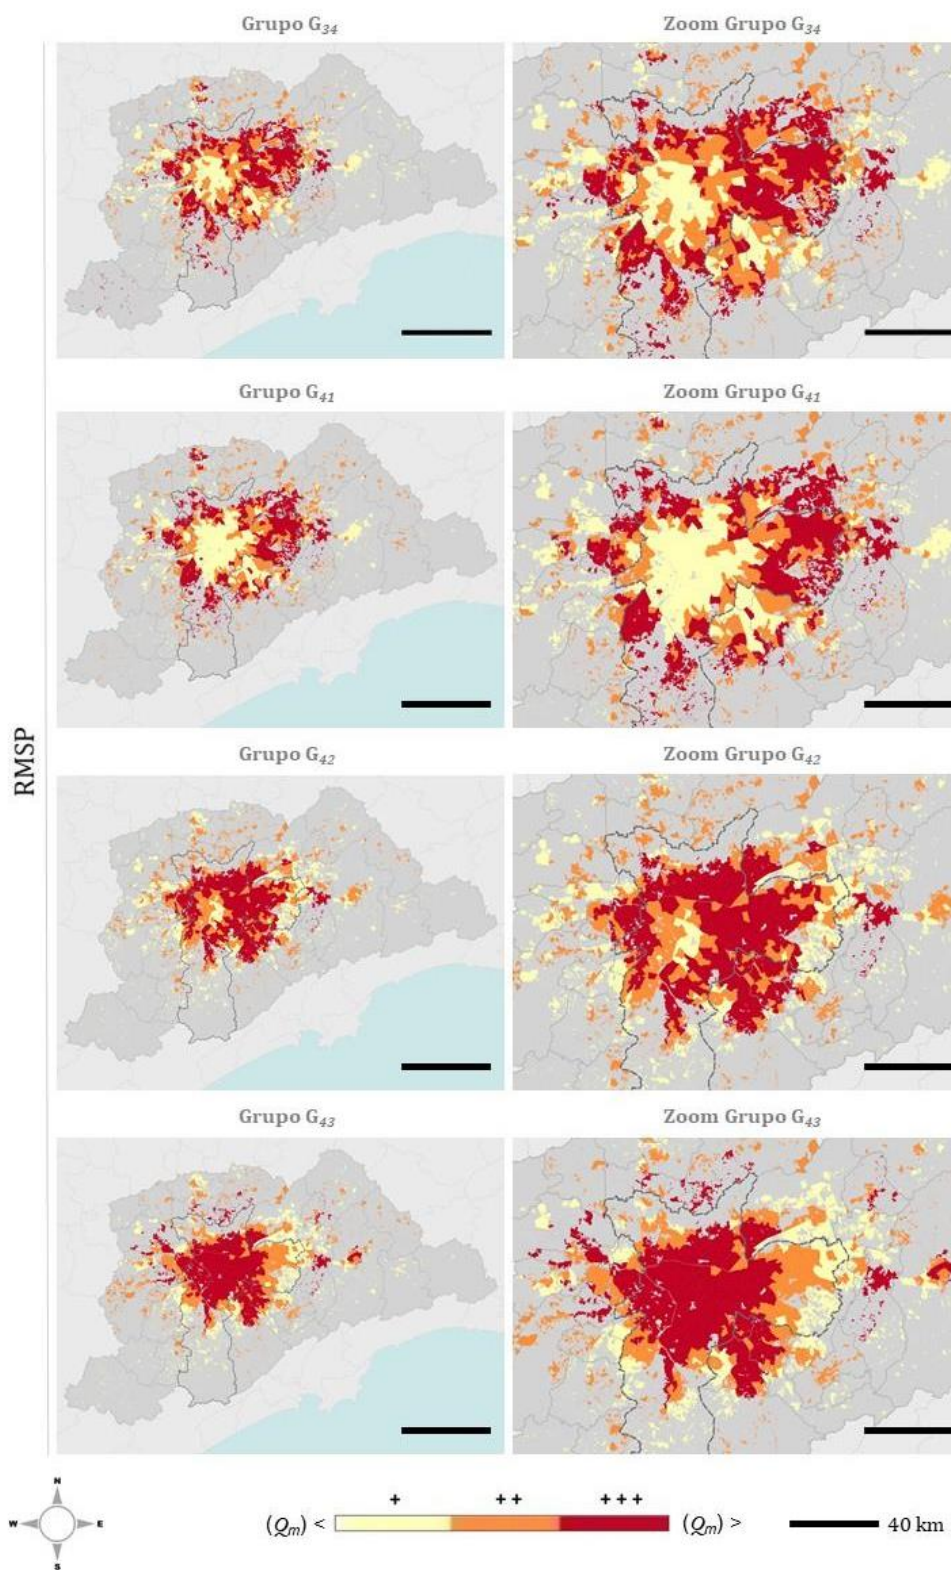 Grupo G34 Zoom Grupo G34
Grupo G41 Zoom Grupo G41
RMSP
Grupo G42 Zoom Grupo G42
Grupo G43 Zoom Grupo G43
N
W E
S
+ ++ +++
(Qm) < (Qm) > 40 km